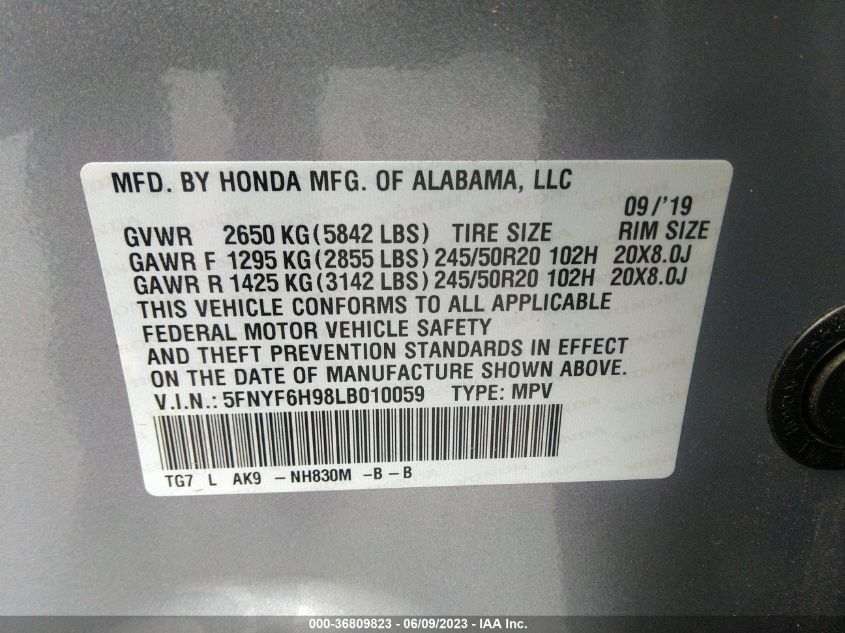 MFD. BY HONDA MFG. OF ALABAMA, LLC
09/'19
GVWR 2650 KG (5842 LBS) TIRE SIZE RIM SIZE
GAWR F 1295 KG (2855 LBS) 245/50R20 102H 20X8.0J
GAWR R 1425 KG (3142 LBS) 245/50R20 102H 20X8.0J
THIS VEHICLE CONFORMS TO ALL APPLICABLE
FEDERAL MOTOR VEHICLE SAFETY
AND THEFT PREVENTION STANDARDS IN EFFECT
ON THE DATE OF MANUFACTURE SHOWN ABOVE.
V.I.N.: 5FNYF6H98LB010059 TYPE: MPV
TG7 L AK9 -NH830M -B-B
000-36809823 - 06/09/2023 - IAA Inc.